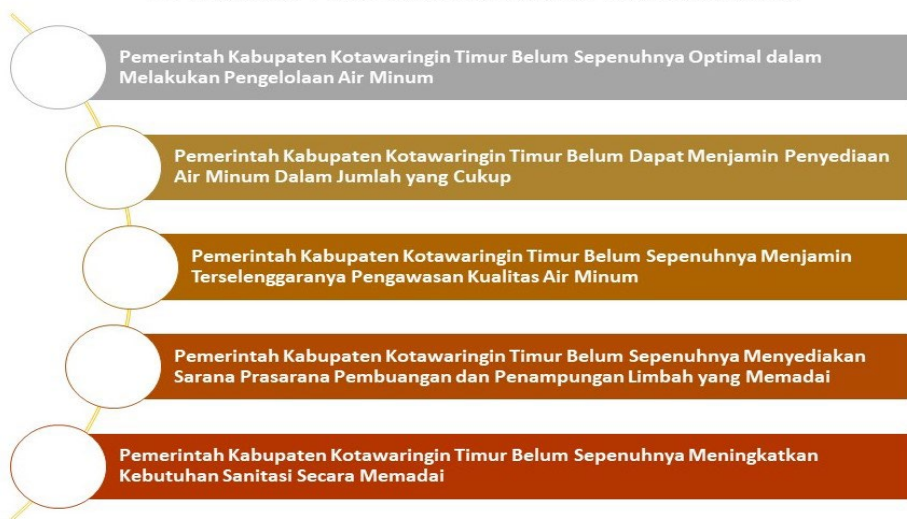 Pemerintah Kabupaten Kotawaringin Timur Belum Sepenuhnya Optimal dalam
Melakukan Pengelolaan Air Minum
Pemerintah Kabupaten Kotawaringin Timur Belum Dapat Menjamin Penyediaan
Air Minum Dalam Jumlah yang Cukup
Pemerintah Kabupaten Kotawaringin Timur Belum Sepenuhnya Menjamin
Terselenggaranya Pengawasan Kualitas Air Minum
Pemerintah Kabupaten Kotawaringin Timur Belum Sepenuhnya Menyediakan
Sarana Prasarana Pembuangan dan Penampungan Limbah yang Memadai
Pemerintah Kabupaten Kotawaringin Timur Belum Sepenuhnya Meningkatkan
Kebutuhan Sanitasi Secara Memadai